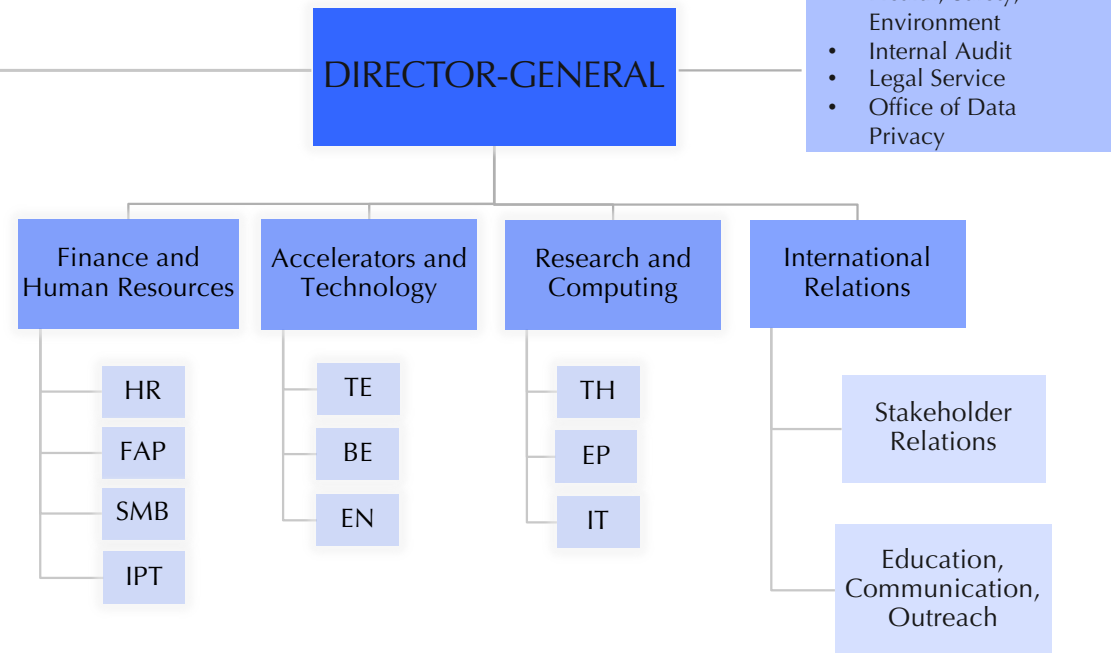 Environment
• Internal Audit
• Legal Service
• Office of Data
Privacy
DIRECTOR-GENERAL
Finance and
Human Resources
Accelerators and
Technology
Research and
Computing
International
Relations
HR
FAP
SMB
IPT
TE
BE
EN
TH
EP
IT
Stakeholder
Relations
Education,
Communication,
Outreach